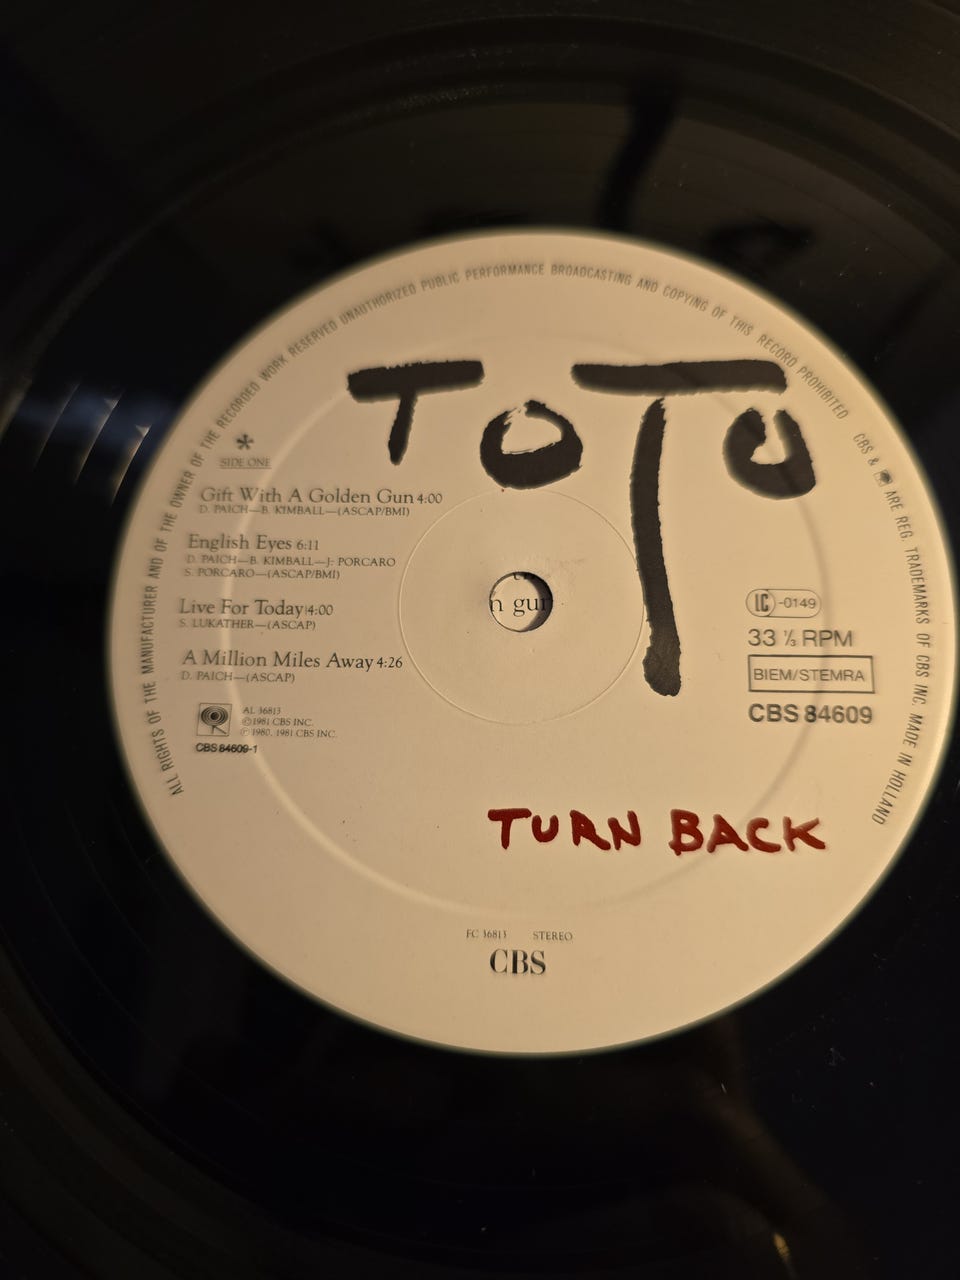 ALL RIGHTS OF THE MANUFACTURER AND OF THE OWNER OF THE RECORDED WORK RESERVED UNAUTHORIZED PUBLIC PERFORMANCE BROADCASTING AND COPYING OF THIS RECORD PROHIBITED
CBS & ARE REG. TRADEMARKS OF CBS INC. MADE IN HOLLAND
TOTO
*
SIDE ONE
Gift With A Golden Gun 4:00
D. PAICH—B. KIMBALL—(ASCAP/BMI)
English Eyes 6:11
D. PAICH—B. KIMBALL—J. PORCARO
S. PORCARO—(ASCAP/BMI)
Live For Today 4:00
S. LUKATHER—(ASCAP)
A Million Miles Away 4:26
D. PAICH—(ASCAP)
AL 36813
©1981 CBS INC.
℗ 1980, 1981 CBS INC.
CBS 84609-1
n gun
LC -0149
33 ⅓ RPM
BIEM/STEMRA
CBS 84609
TURN BACK
FC 36813 STEREO
CBS